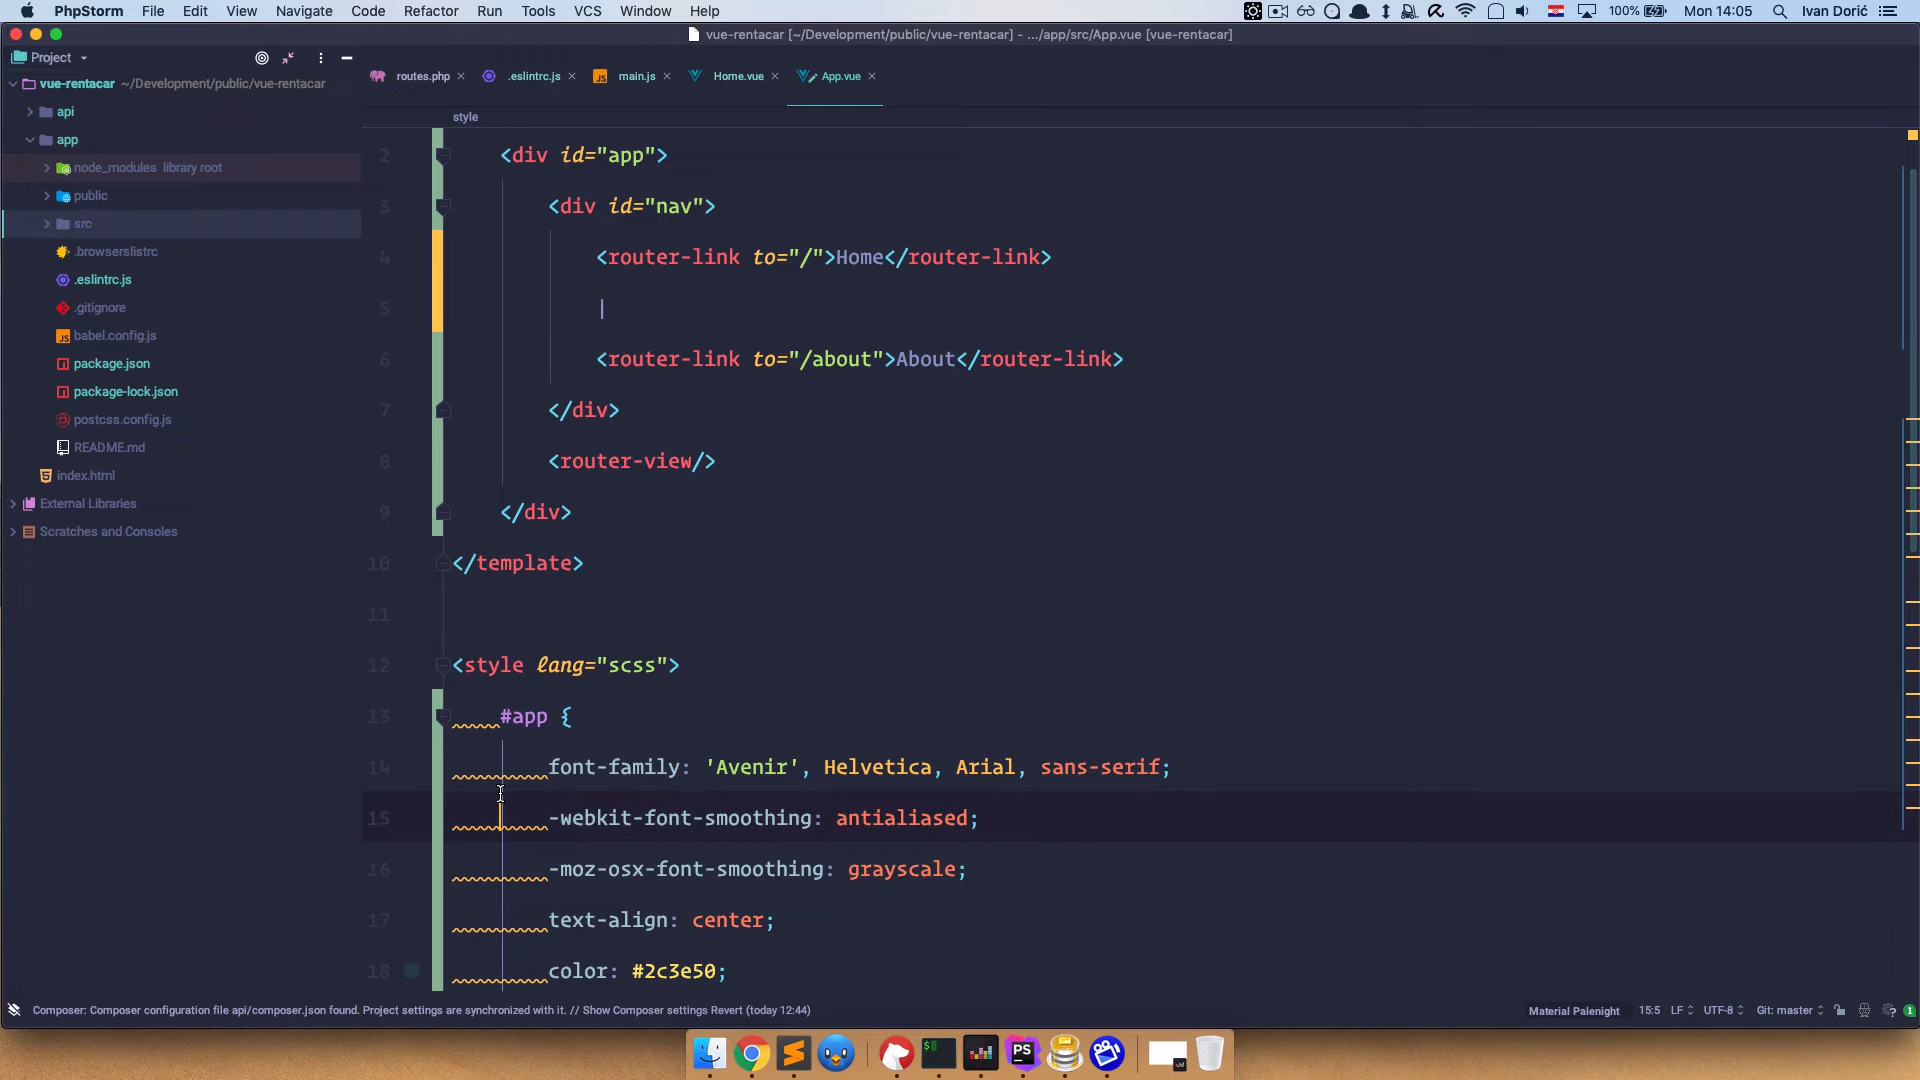 PhpStorm File Edit View Navigate Code Refactor Run Tools VCS Window Help 100% Mon 14:05 Ivan Dorić
vue-rentacar [~/Development/public/vue-rentacar] - .../app/src/App.vue [vue-rentacar]
Project
routes.php .eslintrc.js main.js Home.vue App.vue
vue-rentacar ~/Development/public/vue-rentacar
api
app
node_modules library root
public
src
.browserslistrc
.eslintrc.js
.gitignore
babel.config.js
package.json
package-lock.json
postcss.config.js
README.md
index.html
External Libraries
Scratches and Consoles
style
2 <div id="app">
3 <div id="nav">
4 <router-link to="/">Home</router-link>
5 |
6 <router-link to="/about">About</router-link>
7 </div>
8 <router-view/>
9 </div>
10 </template>
11
12 <style lang="scss">
13 #app {
14 font-family: 'Avenir', Helvetica, Arial, sans-serif;
15 -webkit-font-smoothing: antialiased;
16 -moz-osx-font-smoothing: grayscale;
17 text-align: center;
18 color: #2c3e50;
Composer: Composer configuration file api/composer.json found. Project settings are synchronized with it. // Show Composer settings Revert (today 12:44) Material Palenight 15:5 LF UTF-8 Git: master 1
PS